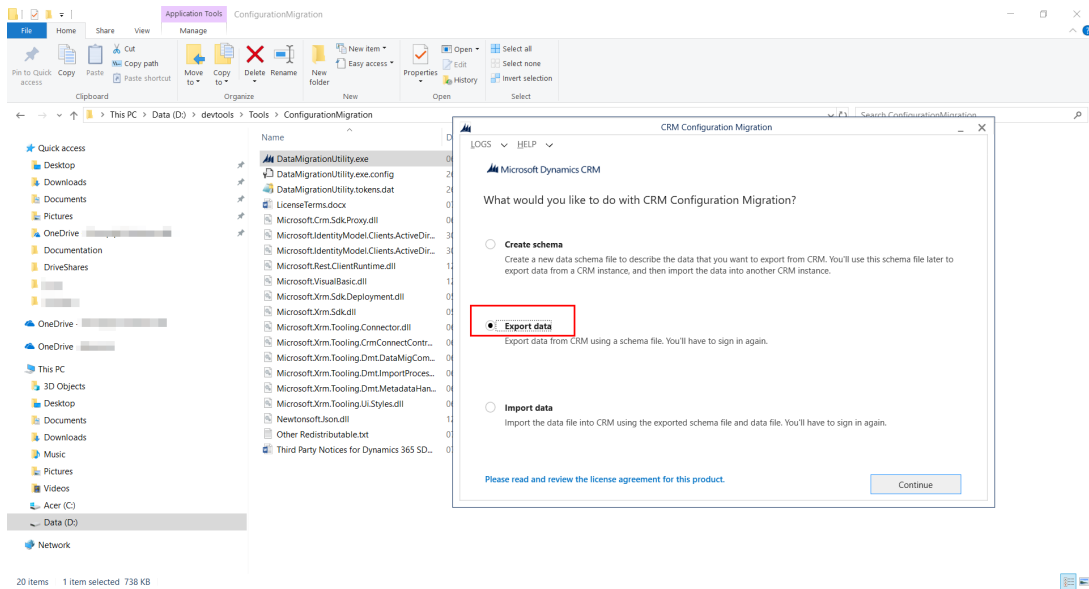 Application Tools
ConfigurationMigration
File
Home
Share
View
Manage
Pin to Quick access
Copy
Paste
Cut
Copy path
Paste shortcut
Move to
Copy to
Delete
Rename
New folder
New item
Easy access
Properties
Open
Edit
History
Select all
Select none
Invert selection
Clipboard
Organize
New
Open
Select
This PC > Data (D:) > devtools > Tools > ConfigurationMigration
Search ConfigurationMigration
Quick access
Desktop
Downloads
Documents
Pictures
OneDrive -
Documentation
DriveShares
OneDrive -
OneDrive
This PC
3D Objects
Desktop
Documents
Downloads
Music
Pictures
Videos
Acer (C:)
Data (D:)
Network
Name
DataMigrationUtility.exe
DataMigrationUtility.exe.config
DataMigrationUtility.tokens.dat
LicenseTerms.docx
Microsoft.Crm.Sdk.Proxy.dll
Microsoft.IdentityModel.Clients.ActiveDir...
Microsoft.IdentityModel.Clients.ActiveDir...
Microsoft.Rest.ClientRuntime.dll
Microsoft.VisualBasic.dll
Microsoft.Xrm.Sdk.Deployment.dll
Microsoft.Xrm.Sdk.dll
Microsoft.Xrm.Tooling.Connector.dll
Microsoft.Xrm.Tooling.CrmConnectContr...
Microsoft.Xrm.Tooling.Dmt.DataMigCom...
Microsoft.Xrm.Tooling.Dmt.ImportProces...
Microsoft.Xrm.Tooling.Dmt.MetadataHan...
Microsoft.Xrm.Tooling.Ui.Styles.dll
Newtonsoft.Json.dll
Other Redistributable.txt
Third Party Notices for Dynamics 365 SD...
CRM Configuration Migration
LOGS
HELP
Microsoft Dynamics CRM
What would you like to do with CRM Configuration Migration?
Create schema
Create a new data schema file to describe the data that you want to export from CRM. You'll use this schema file later to
export data from a CRM instance, and then import the data into another CRM instance.
Export data
Export data from CRM using a schema file. You'll have to sign in again.
Import data
Import the data file into CRM using the exported schema file and data file. You'll have to sign in again.
Please read and review the license agreement for this product.
Continue
20 items
1 item selected 738 KB